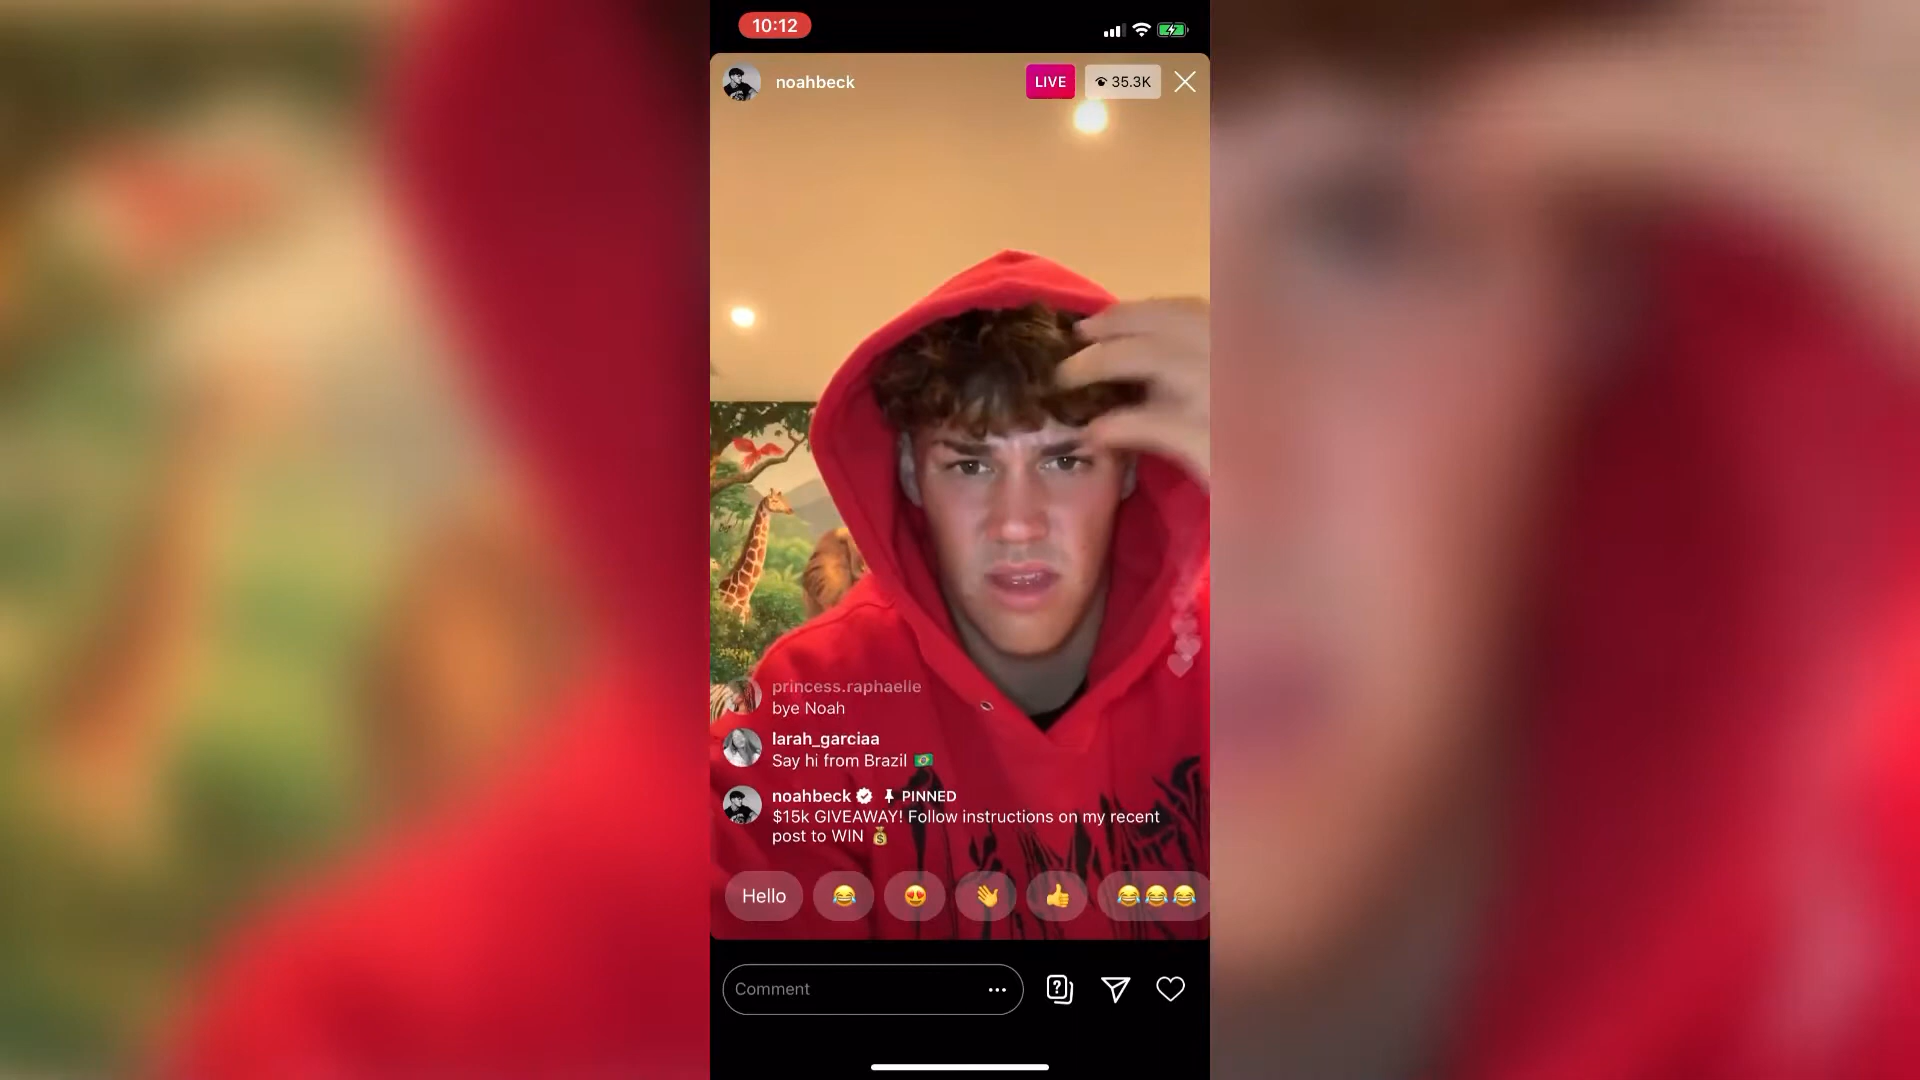 10:12
noahbeck
LIVE
35.3K
princess.raphaelle
bye Noah
larah_garciaa
Say hi from Brazil 🇧🇷
noahbeck PINNED
$15k GIVEAWAY! Follow instructions on my recent
post to WIN 💰
Hello 😂 😍 👋 👍 😂😂😂
Comment